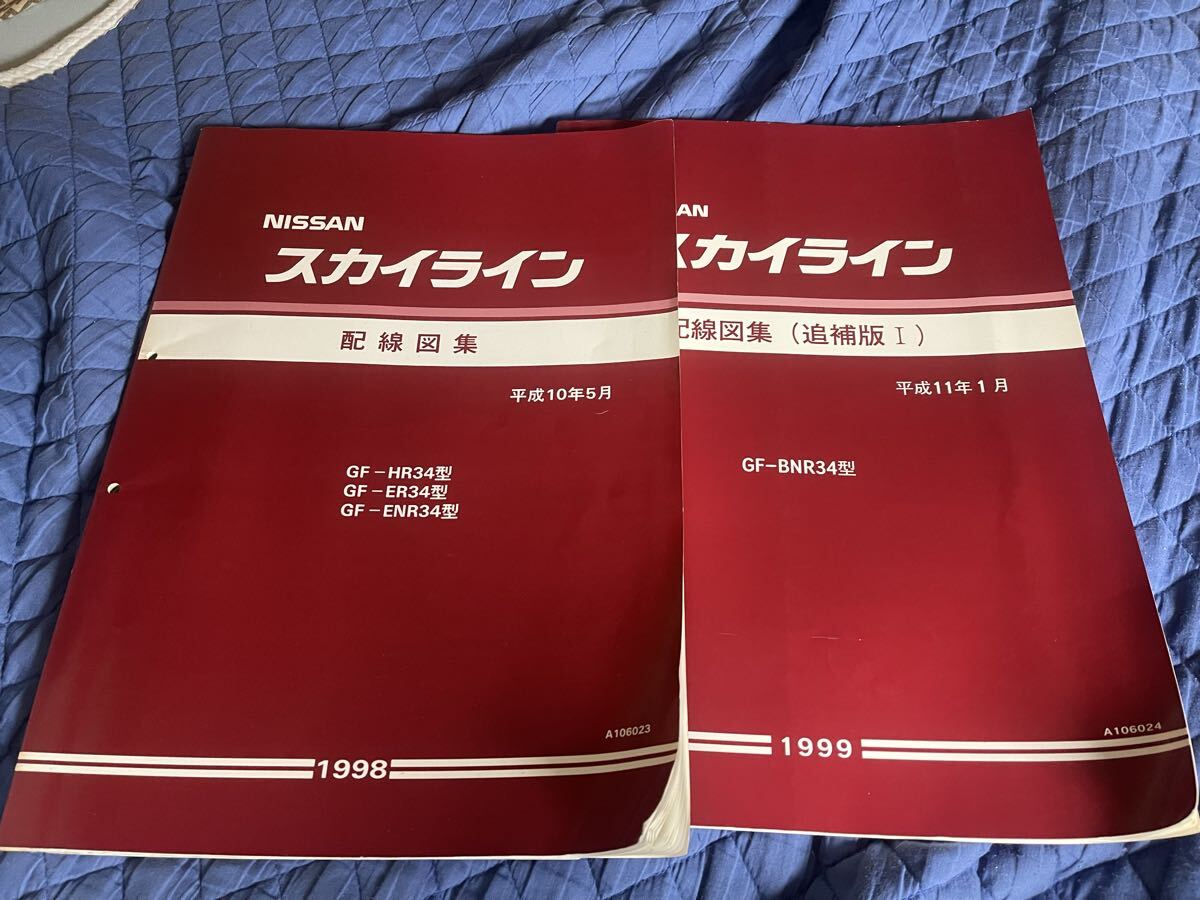 NISSAN
スカイライン
配線図集
平成10年5月
GF-HR34型
GF-ER34型
GF-ENR34型
A106023
1998
AN
スカイライン
配線図集（追補版Ⅰ）
平成11年1月
GF-BNR34型
A106024
1999